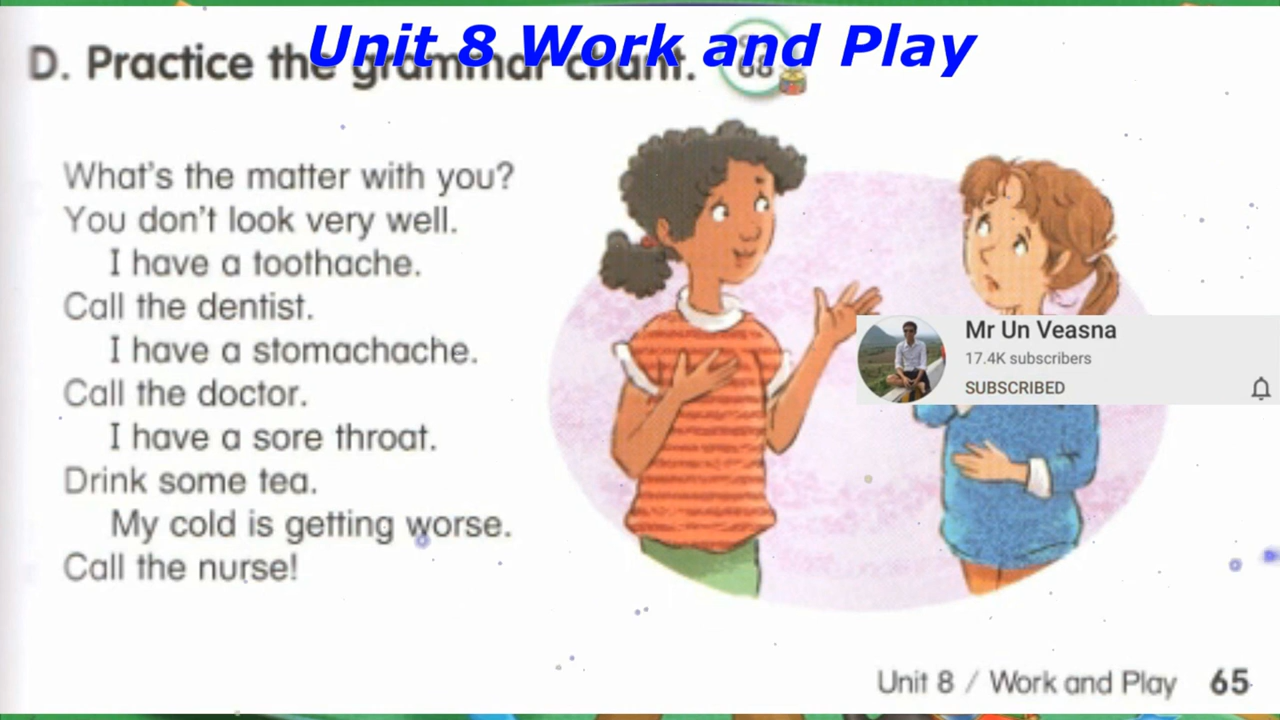 Unit 8 Work and Play
D. Practice the grammar chant.
What's the matter with you?
You don't look very well.
I have a toothache.
Call the dentist.
I have a stomachache.
Call the doctor.
I have a sore throat.
Drink some tea.
My cold is getting worse.
Call the nurse!
Mr Un Veasna
17.4K subscribers
SUBSCRIBED
Unit 8 / Work and Play 65